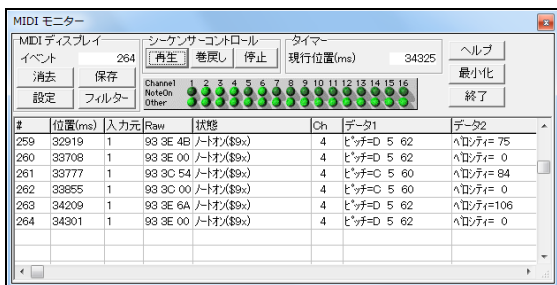 MIDI モニター
MIDI ディスプレイ
イベント 264
消去 保存
設定 フィルター
シーケンサーコントロール
再生 巻戻し 停止
タイマー
現行位置(ms) 34325
ヘルプ
最小化
終了
Channel 1 2 3 4 5 6 7 8 9 10 11 12 13 14 15 16
NoteOn
Other
# 位置(ms) 入力元 Raw 状態 Ch データ1 データ2
259 32919 1 93 3E 4B ノートオン($9x) 4 ピッチ=D 5 62 ベロシティ= 75
260 33708 1 93 3E 00 ノートオン($9x) 4 ピッチ=D 5 62 ベロシティ= 0
261 33777 1 93 3C 54 ノートオン($9x) 4 ピッチ=C 5 60 ベロシティ= 84
262 33855 1 93 3C 00 ノートオン($9x) 4 ピッチ=C 5 60 ベロシティ= 0
263 34209 1 93 3E 6A ノートオン($9x) 4 ピッチ=D 5 62 ベロシティ=106
264 34301 1 93 3E 00 ノートオン($9x) 4 ピッチ=D 5 62 ベロシティ= 0